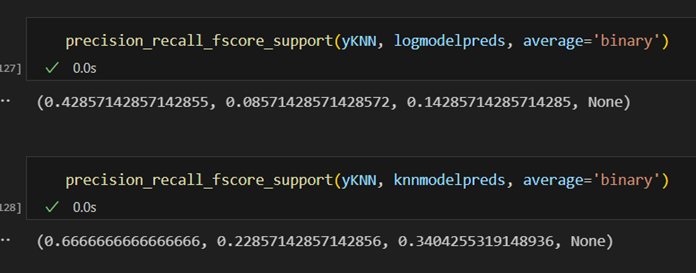 precision_recall_fscore_support(yKNN, logmodelpreds, average='binary')
127]
✓ 0.0s
·· (0.42857142857142855, 0.08571428571428572, 0.14285714285714285, None)
precision_recall_fscore_support(yKNN, knnmodelpreds, average='binary')
128]
✓ 0.0s
·· (0.6666666666666666, 0.22857142857142856, 0.3404255319148936, None)